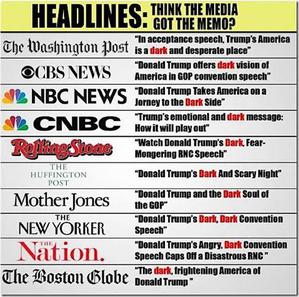 HEADLINES: THINK THE MEDIA
GOT THE MEMO?
The Washington Post
"In acceptance speech, Trump's America
is a dark and desperate place"
CBS NEWS
"Donald Trump offers dark vision of
America in GOP convention speech"
NBC NEWS
"Donald Trump Takes America on a
Jorney to the Dark Side"
CNBC
"Trump's emotional and dark message:
How it will play out"
RollingStone
"Watch Donald Trump's Dark, Fear-
Mongering RNC Speech"
THE
HUFFINGTON
POST
"Donald Trump's Dark And Scary Night"
Mother Jones
"Donald Trump and the Dark Soul of
the GOP"
THE
NEW YORKER
"Donald Trump's Dark, Dark Convention
Speech"
The
Nation.
"Donald Trump's Angry, Dark Convention
Speech Caps Off a Disastrous RNC "
The Boston Globe
"The dark, frightening America of
Donald Trump "